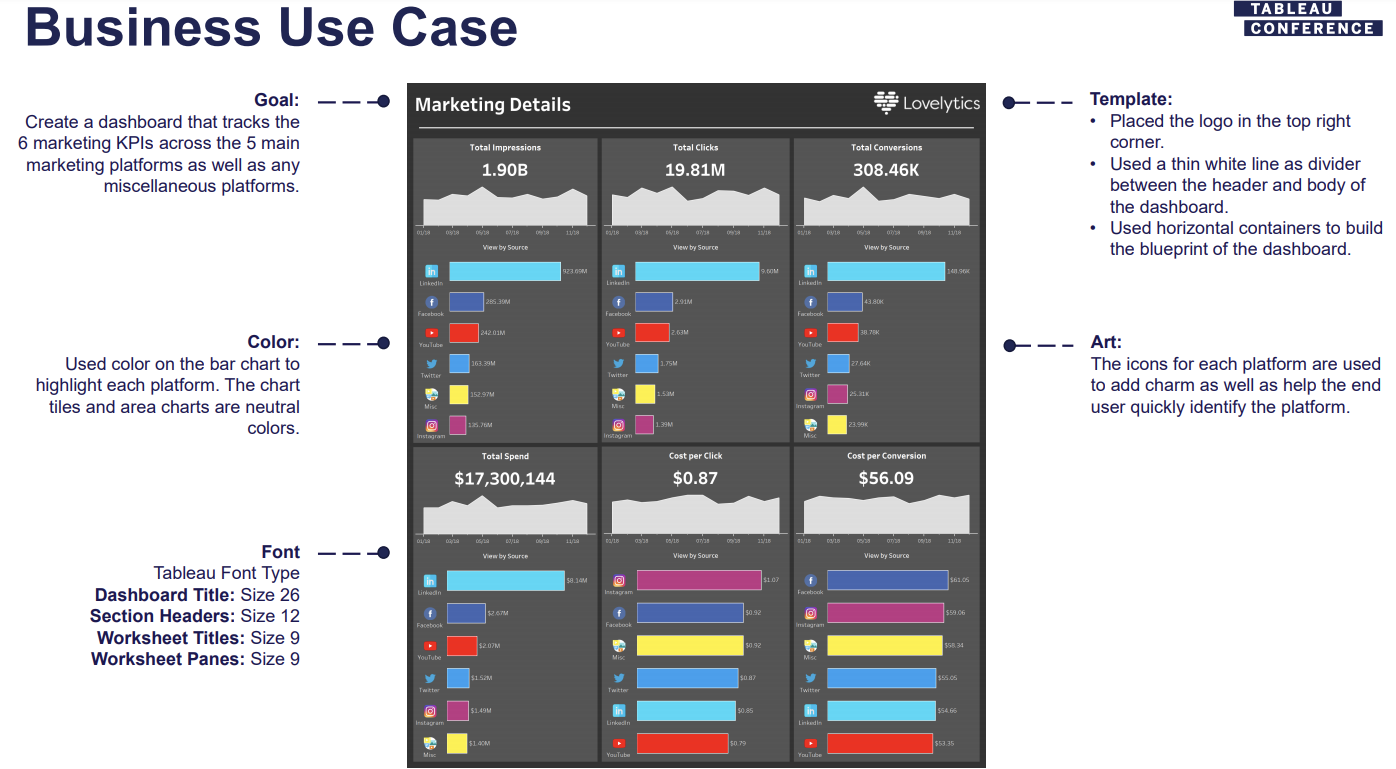 Business Use Case
TABLEAU
CONFERENCE
Goal:
Create a dashboard that tracks the
6 marketing KPIs across the 5 main
marketing platforms as well as any
miscellaneous platforms.
Color:
Used color on the bar chart to
highlight each platform. The chart
tiles and area charts are neutral
colors.
Font
Tableau Font Type
Dashboard Title: Size 26
Section Headers: Size 12
Worksheet Titles: Size 9
Worksheet Panes: Size 9
Marketing Details
Lovelytics
Total Impressions
1.90B
01/18 03/18 05/18 07/18 09/18 11/18
View by Source
in
LinkedIn 923.69M
f
Facebook 285.39M
YouTube 242.01M
Twitter 163.39M
Misc 152.97M
Instagram 135.76M
Total Clicks
19.81M
01/18 03/18 05/18 07/18 09/18 11/18
View by Source
in
LinkedIn 9.60M
f
Facebook 2.91M
YouTube 2.63M
Twitter 1.75M
Misc 1.53M
Instagram 1.39M
Total Conversions
308.46K
01/18 03/18 05/18 07/18 09/18 11/18
View by Source
in
LinkedIn 148.96K
f
Facebook 43.80K
YouTube 38.78K
Twitter 27.64K
Instagram 25.31K
Misc 23.99K
Total Spend
$17,300,144
01/18 03/18 05/18 07/18 09/18 11/18
View by Source
in
LinkedIn $8.14M
f
Facebook $2.67M
YouTube $2.07M
Twitter $1.52M
Instagram $1.49M
Misc $1.40M
Cost per Click
$0.87
01/18 03/18 05/18 07/18 09/18 11/18
View by Source
Instagram $1.07
f
Facebook $0.92
Misc $0.92
Twitter $0.87
in
LinkedIn $0.85
YouTube $0.79
Cost per Conversion
$56.09
01/18 03/18 05/18 07/18 09/18 11/18
View by Source
f
Facebook $61.05
Instagram $59.06
Misc $58.34
Twitter $55.05
in
LinkedIn $54.66
YouTube $53.35
Template:
• Placed the logo in the top right
corner.
• Used a thin white line as divider
between the header and body of
the dashboard.
• Used horizontal containers to build
the blueprint of the dashboard.
Art:
The icons for each platform are used
to add charm as well as help the end
user quickly identify the platform.